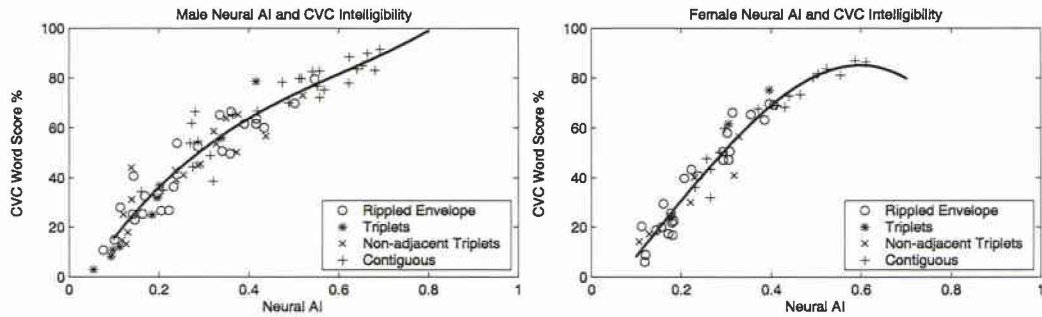 Male Neural AI and CVC Intelligibility
100
80
60
40
20
0
CVC Word Score %
Rippled Envelope
Triplets
Non-adjacent Triplets
Contiguous
0 0.2 0.4 0.6 0.8 1
Neural AI
Female Neural AI and CVC Intelligibility
100
80
60
40
20
0
CVC Word Score %
Rippled Envelope
Triplets
Non-adjacent Triplets
Contiguous
0 0.2 0.4 0.6 0.8 1
Neural AI